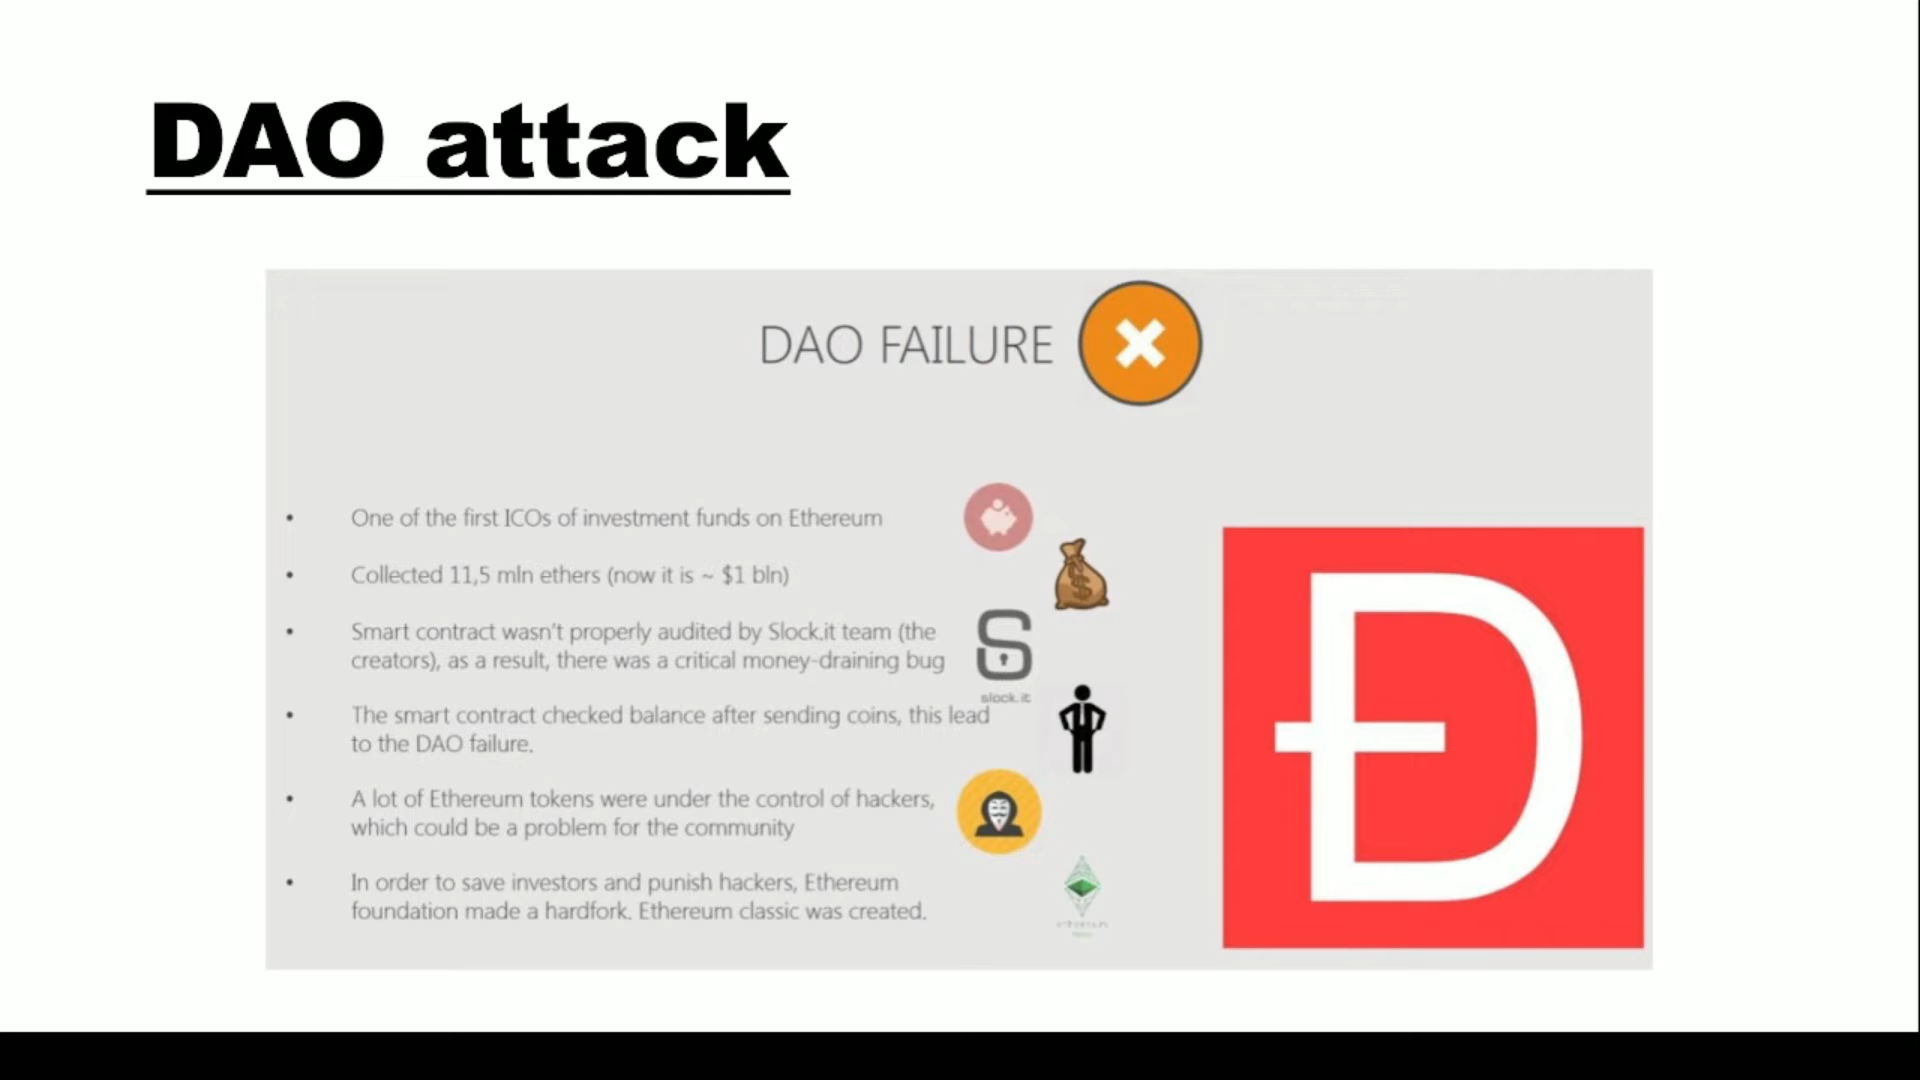 DAO attack
DAO FAILURE
• One of the first ICOs of investment funds on Ethereum
• Collected 11,5 mln ethers (now it is ~ $1 bln)
• Smart contract wasn't properly audited by Slock.it team (the
creators), as a result, there was a critical money-draining bug
slock.it
• The smart contract checked balance after sending coins, this lead
to the DAO failure.
• A lot of Ethereum tokens were under the control of hackers,
which could be a problem for the community
• In order to save investors and punish hackers, Ethereum
foundation made a hardfork. Ethereum classic was created.
Đ